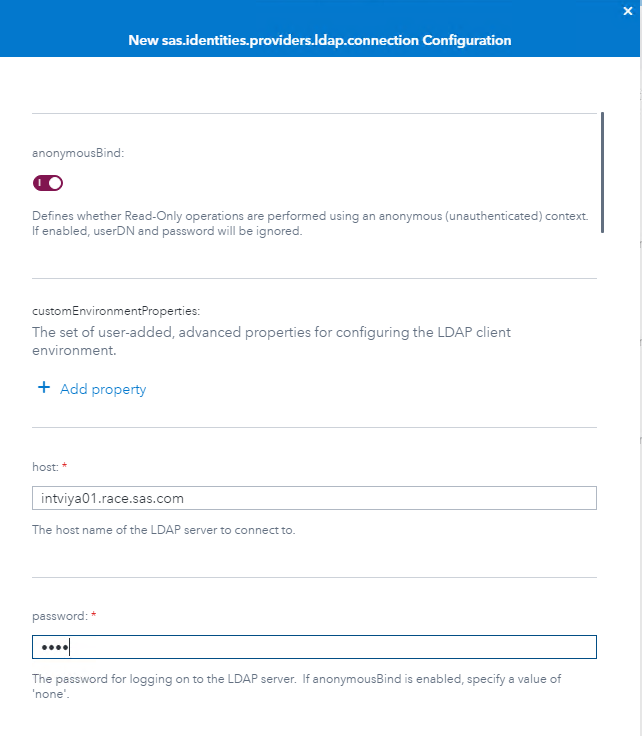 New sas.identities.providers.ldap.connection Configuration
anonymousBind:
Defines whether Read-Only operations are performed using an anonymous (unauthenticated) context.
If enabled, userDN and password will be ignored.
customEnvironmentProperties:
The set of user-added, advanced properties for configuring the LDAP client
environment.
+ Add property
host: *
intviya01.race.sas.com
The host name of the LDAP server to connect to.
password: *
••••
The password for logging on to the LDAP server. If anonymousBind is enabled, specify a value of
'none'.